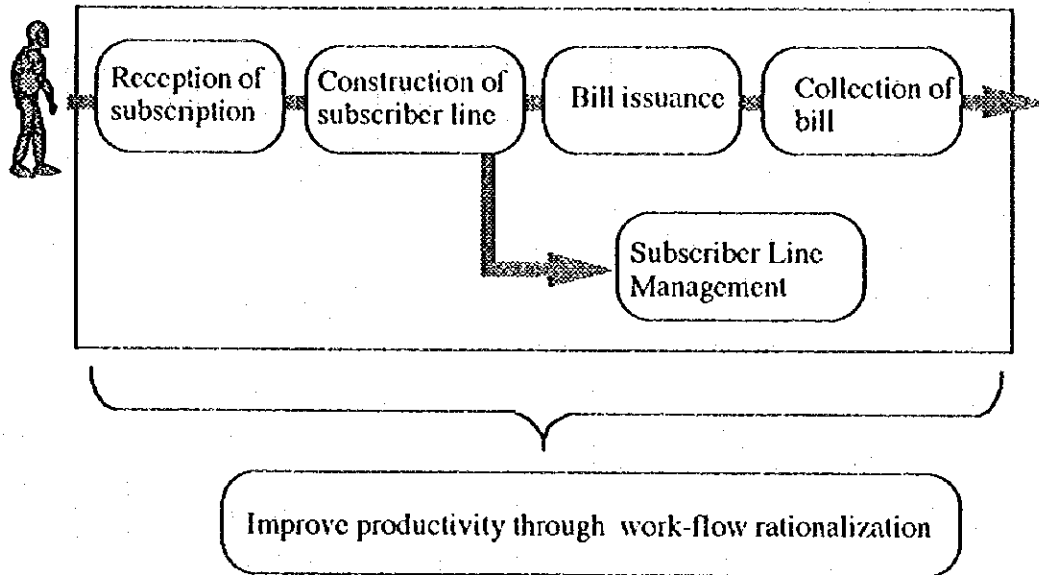 Reception of
subscription
Construction of
subscriber line
Bill issuance
Collection of
bill
Subscriber Line
Management
Improve productivity through work-flow rationalization